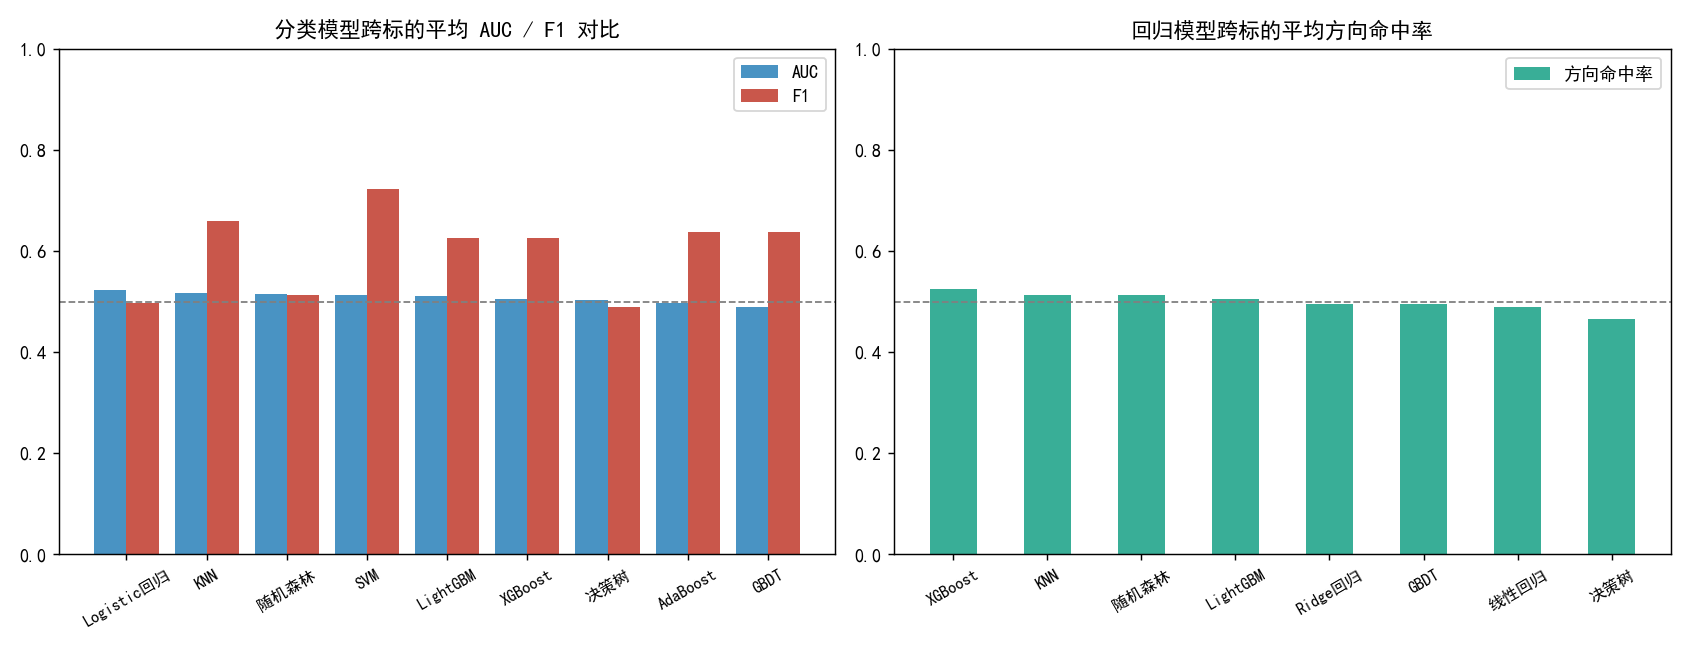 分类模型跨标的平均 AUC / F1 对比
1.0
0.8
0.6
0.4
0.2
0.0
AUC
F1
Logistic回归
KNN
随机森林
SVM
LightGBM
XGBoost
决策树
AdaBoost
GBDT
回归模型跨标的平均方向命中率
1.0
0.8
0.6
0.4
0.2
0.0
方向命中率
XGBoost
KNN
随机森林
LightGBM
Ridge回归
GBDT
线性回归
决策树